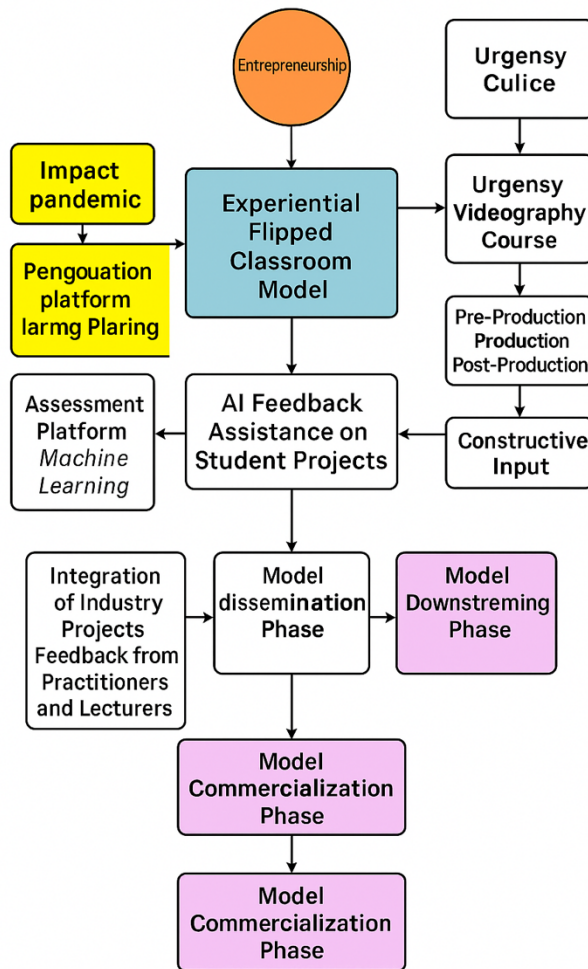 Entrepreneurship
Urgensy
Culice
Impact
pandemic
Experiential
Flipped
Classroom
Model
Urgensy
Videography
Course
Pengouation
platform
larmg Plaring
Pre-Production
Production
Post-Production
Assessment
Platform
Machine
Learning
AI Feedback
Assistance on
Student Projects
Constructive
Input
Integration
of Industry
Projects
Feedback from
Practitioners
and Lecturers
Model
dissemination
Phase
Model
Downstreming
Phase
Model
Commercialization
Phase
Model
Commercialization
Phase